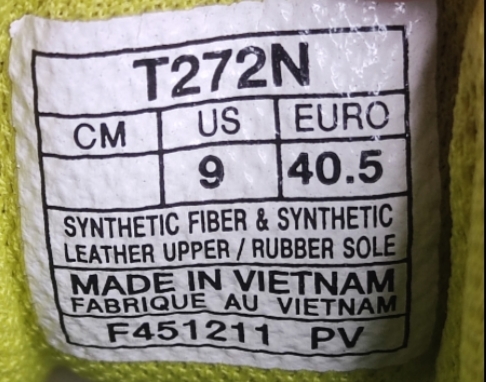 T272N
CM US EURO
9 40.5
SYNTHETIC FIBER & SYNTHETIC
LEATHER UPPER / RUBBER SOLE
MADE IN VIETNAM
FABRIQUE AU VIETNAM
F451211 PV